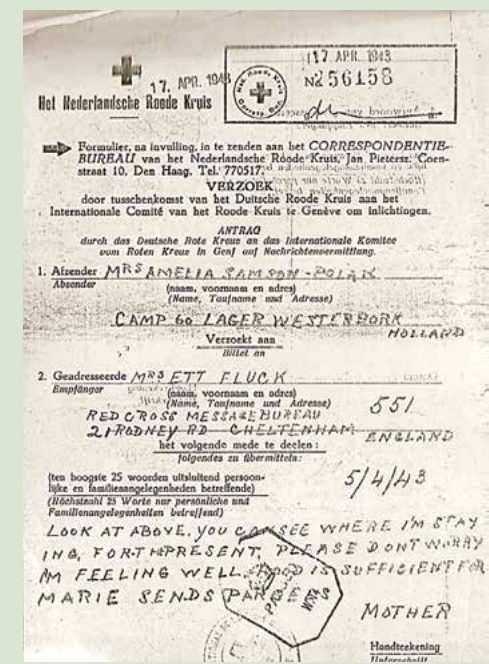 17. APR. 1943
17. APR. 1943
Het Nederlandsche Roode Kruis
Nº 56158
Formulier, na invulling, in te zenden aan het CORRESPONDENTIE-
BUREAU van het Nederlandsche Roode Kruis, Jan Pietersz. Coen-
straat 10, Den Haag, Tel. 770517.
VERZOEK
door tusschenkomst van het Duitsche Roode Kruis aan het
Internationale Comité van het Roode Kruis te Genève om inlichtingen.
ANTRAG
durch das Deutsche Rote Kreuz an das Internationale Komitee
vom Roten Kreuz in Genf auf Nachrichtenvermittlung.
1. Afzender MRS AMELIA SAMSON-POLAK
Absender (naam, voornaam en adres)
(Name, Taufname und Adresse)
CAMP 60 LAGER WESTERBORK
HOLLAND
Verzoekt aan
Bittet an
2. Geadresseerde MRS ETT FLUCK
Empfänger (naam, voornaam en adres)
(Name, Taufname und Adresse) 551
RED CROSS MESSAGE BUREAU
21 RODNEY RD CHELTENHAM ENGLAND
het volgende mede te deelen:
folgendes zu übermitteln:
(ten hoogste 25 woorden uitsluitend persoon-
lijke en familieaangelegenheden betreffende) 5/4/43
(Höchstzahl 25 Worte nur persönliche und
Familienangelegenheiten betreffend)
LOOK AT ABOVE. YOU CAN SEE WHERE I'M STAY
ING, FOR THE PRESENT, PLEASE DONT WORRY
I'M FEELING WELL. IS SUFFICIENT FOR
MARIE SENDS
MOTHER
Handteekening
Unterschrift